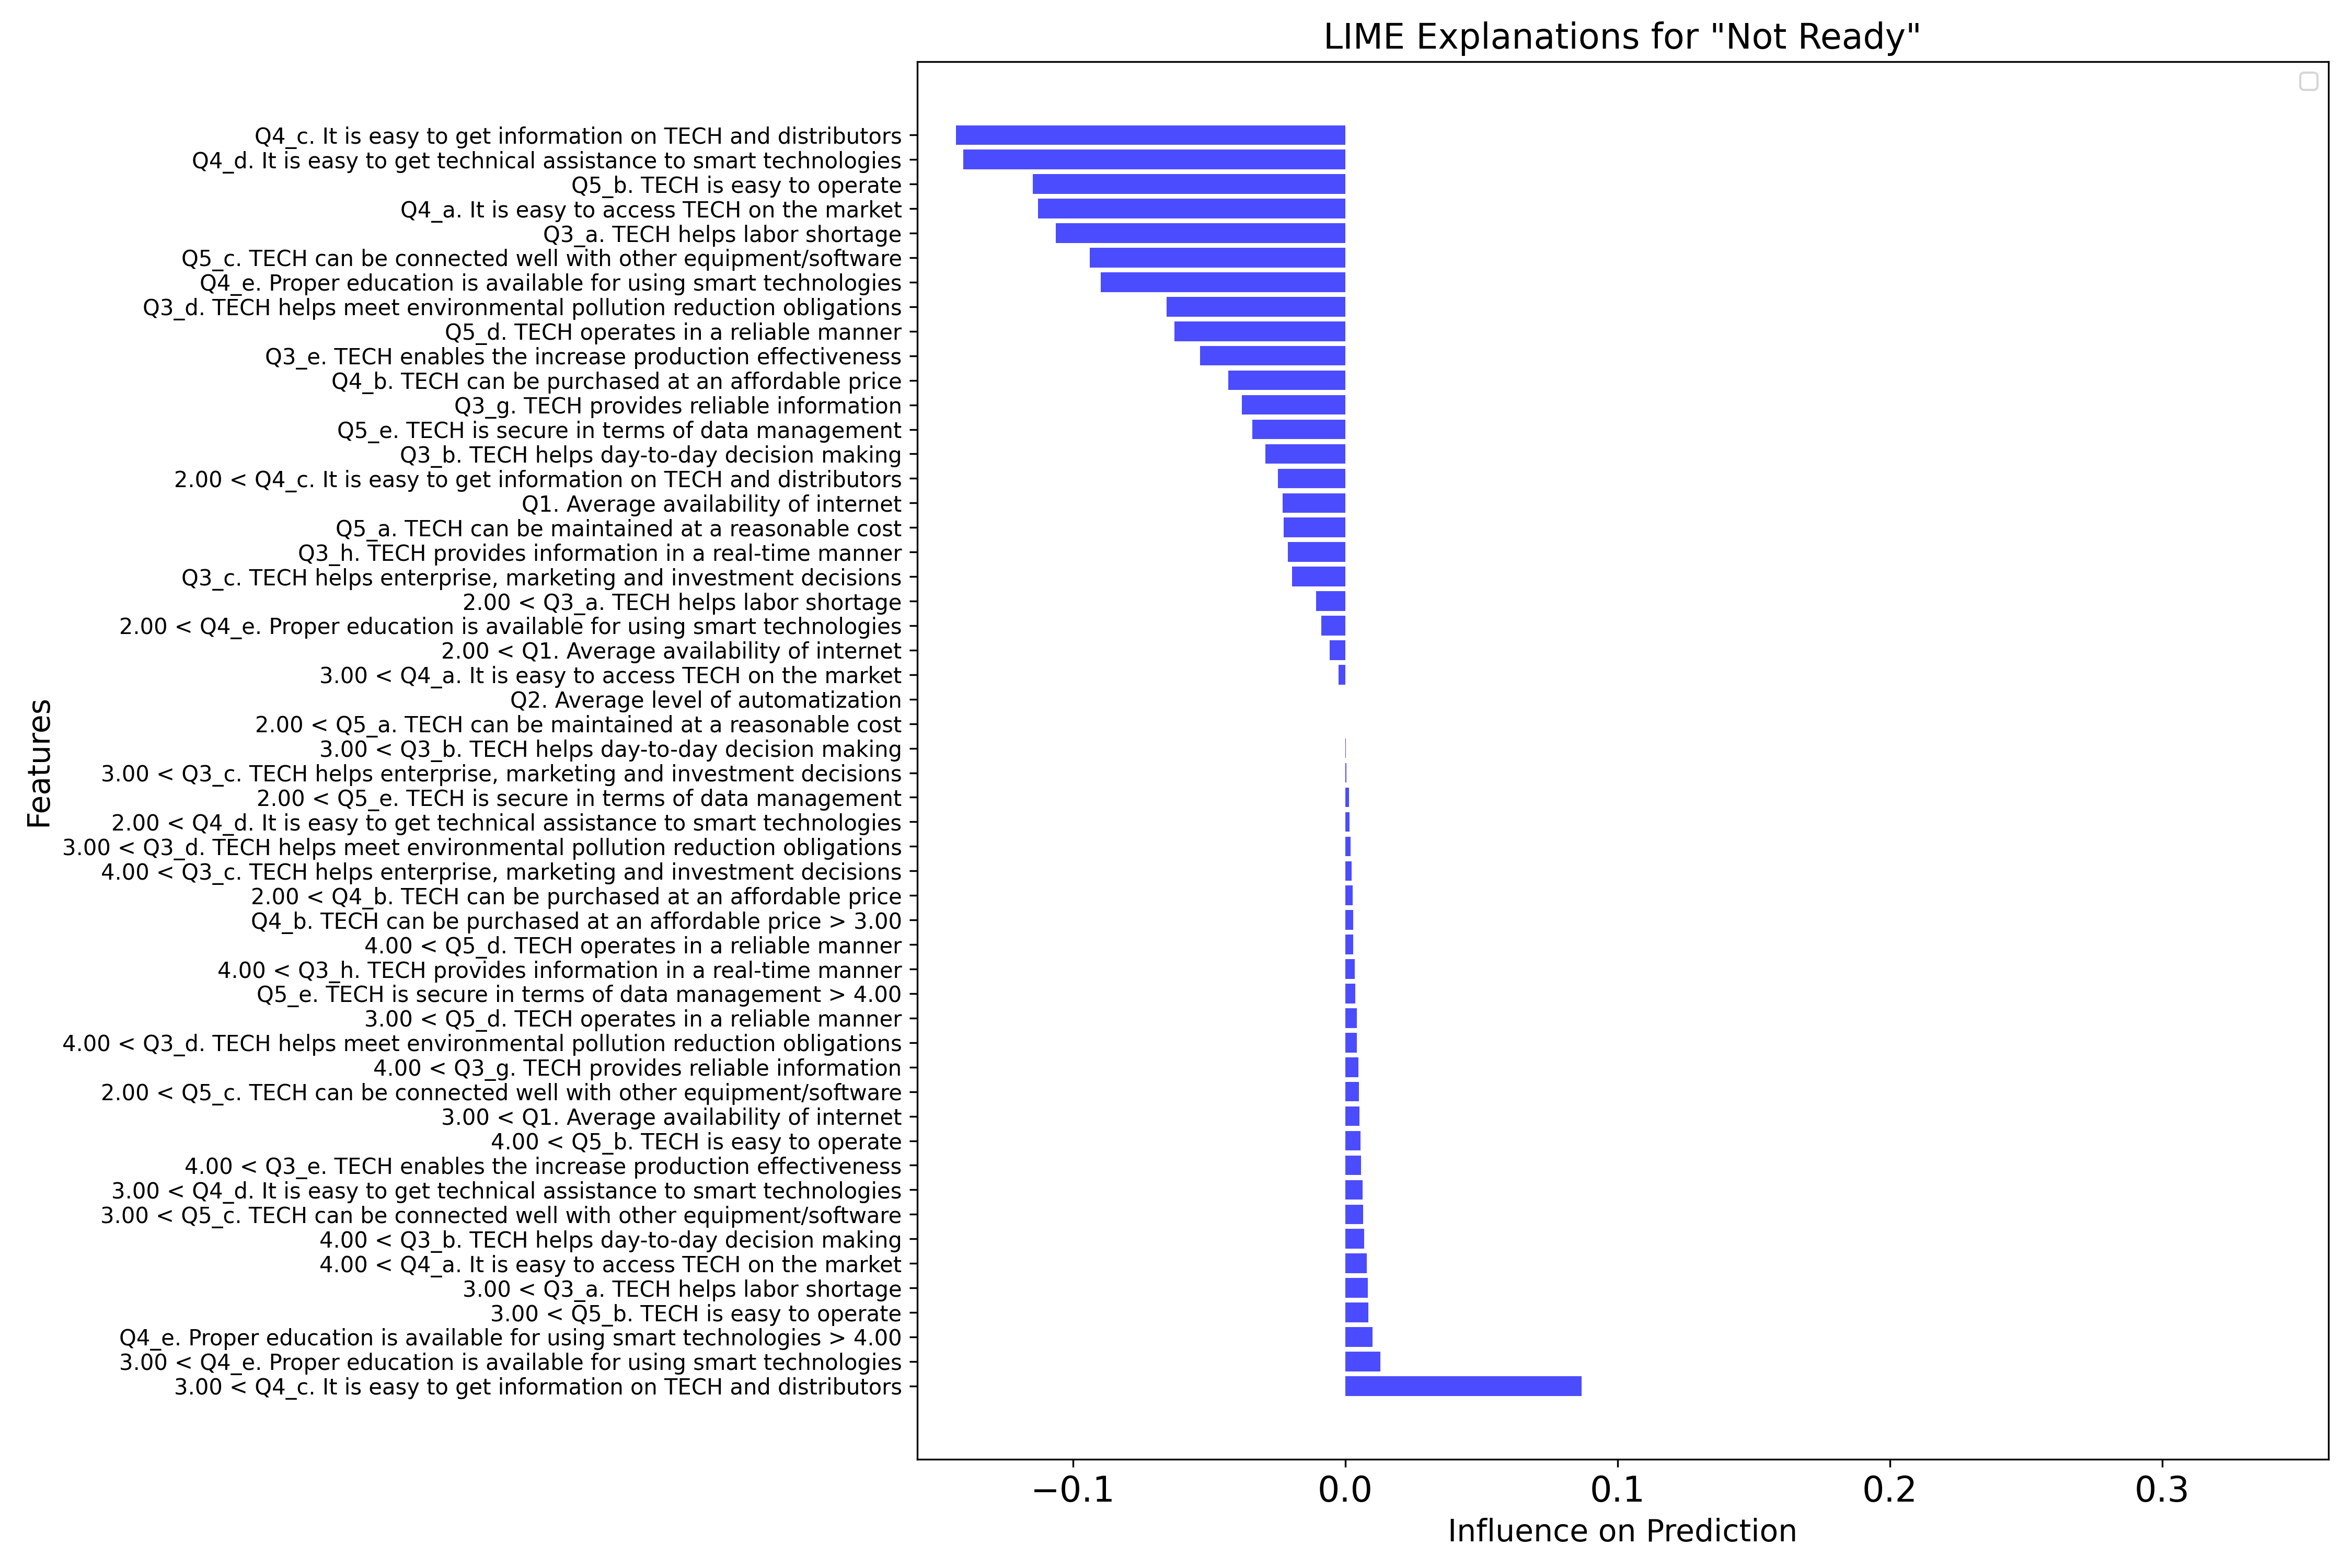 LIME Explanations for "Not Ready"
Q4_c. It is easy to get information on TECH and distributors
Q4_d. It is easy to get technical assistance to smart technologies
Q5_b. TECH is easy to operate
Q4_a. It is easy to access TECH on the market
Q3_a. TECH helps labor shortage
Q5_c. TECH can be connected well with other equipment/software
Q4_e. Proper education is available for using smart technologies
Q3_d. TECH helps meet environmental pollution reduction obligations
Q5_d. TECH operates in a reliable manner
Q3_e. TECH enables the increase production effectiveness
Q4_b. TECH can be purchased at an affordable price
Q3_g. TECH provides reliable information
Q5_e. TECH is secure in terms of data management
Q3_b. TECH helps day-to-day decision making
2.00 < Q4_c. It is easy to get information on TECH and distributors
Q1. Average availability of internet
Q5_a. TECH can be maintained at a reasonable cost
Q3_h. TECH provides information in a real-time manner
Q3_c. TECH helps enterprise, marketing and investment decisions
2.00 < Q3_a. TECH helps labor shortage
2.00 < Q4_e. Proper education is available for using smart technologies
2.00 < Q1. Average availability of internet
3.00 < Q4_a. It is easy to access TECH on the market
Q2. Average level of automatization
2.00 < Q5_a. TECH can be maintained at a reasonable cost
3.00 < Q3_b. TECH helps day-to-day decision making
3.00 < Q3_c. TECH helps enterprise, marketing and investment decisions
2.00 < Q5_e. TECH is secure in terms of data management
2.00 < Q4_d. It is easy to get technical assistance to smart technologies
3.00 < Q3_d. TECH helps meet environmental pollution reduction obligations
4.00 < Q3_c. TECH helps enterprise, marketing and investment decisions
2.00 < Q4_b. TECH can be purchased at an affordable price
Q4_b. TECH can be purchased at an affordable price > 3.00
4.00 < Q5_d. TECH operates in a reliable manner
4.00 < Q3_h. TECH provides information in a real-time manner
Q5_e. TECH is secure in terms of data management > 4.00
3.00 < Q5_d. TECH operates in a reliable manner
4.00 < Q3_d. TECH helps meet environmental pollution reduction obligations
4.00 < Q3_g. TECH provides reliable information
2.00 < Q5_c. TECH can be connected well with other equipment/software
3.00 < Q1. Average availability of internet
4.00 < Q5_b. TECH is easy to operate
4.00 < Q3_e. TECH enables the increase production effectiveness
3.00 < Q4_d. It is easy to get technical assistance to smart technologies
3.00 < Q5_c. TECH can be connected well with other equipment/software
4.00 < Q3_b. TECH helps day-to-day decision making
4.00 < Q4_a. It is easy to access TECH on the market
3.00 < Q3_a. TECH helps labor shortage
3.00 < Q5_b. TECH is easy to operate
Q4_e. Proper education is available for using smart technologies > 4.00
3.00 < Q4_e. Proper education is available for using smart technologies
3.00 < Q4_c. It is easy to get information on TECH and distributors
Features
−0.1 0.0 0.1 0.2 0.3
Influence on Prediction